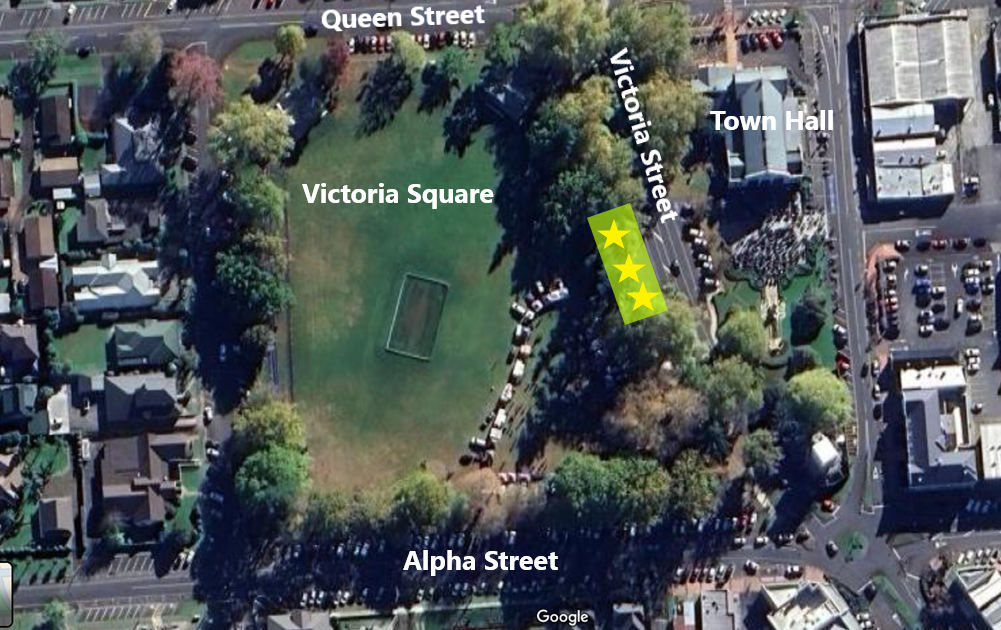 Queen Street
Victoria Street
Town Hall
Victoria Square
Alpha Street
Google